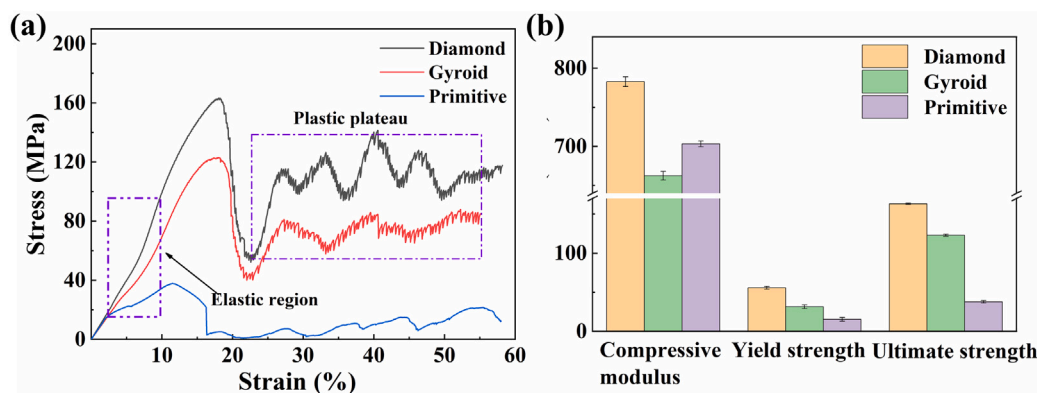 (a)
200
160
120
80
40
0
Stress (MPa)
Diamond
Gyroid
Primitive
Plastic plateau
Elastic region
0 10 20 30 40 50 60
Strain (%)
(b)
800
700
100
0
Diamond
Gyroid
Primitive
Compressive modulus
Yield strength
Ultimate strength